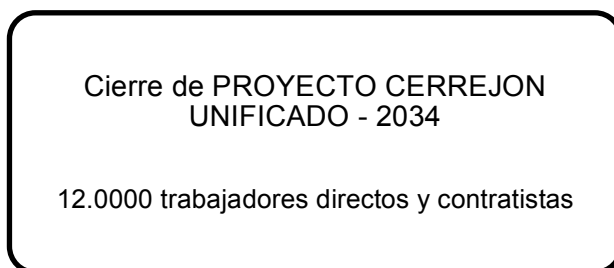 Cierre de PROYECTO CERREJON
UNIFICADO - 2034
12.0000 trabajadores directos y contratistas